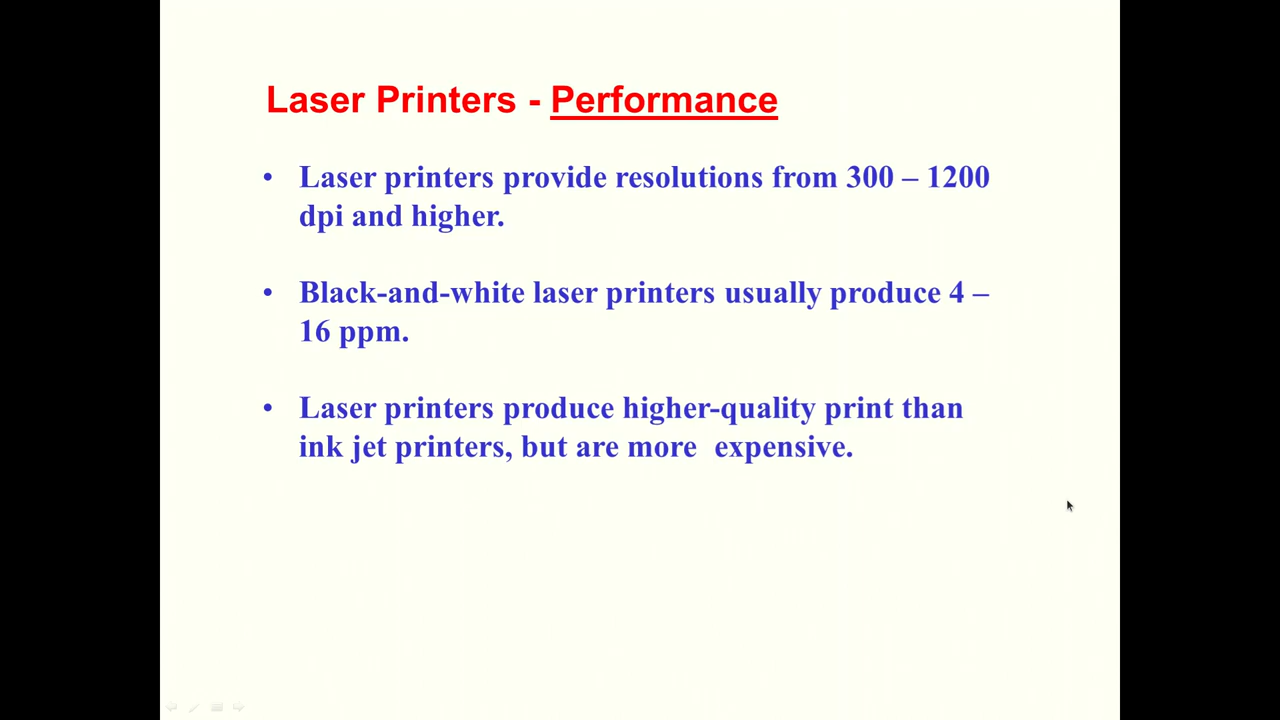 Laser Printers - Performance
• Laser printers provide resolutions from 300 – 1200
dpi and higher.
• Black-and-white laser printers usually produce 4 –
16 ppm.
• Laser printers produce higher-quality print than
ink jet printers, but are more  expensive.